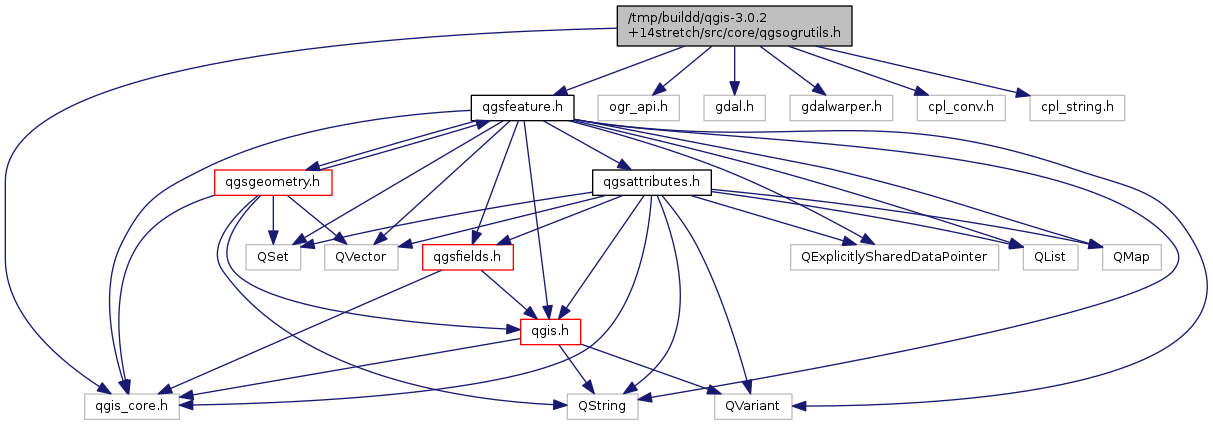 /tmp/buildd/qgis-3.0.2
+14stretch/src/core/qgsogrutils.h
qgsfeature.h
ogr_api.h
gdal.h
gdalwarper.h
cpl_conv.h
cpl_string.h
qgsgeometry.h
qgsattributes.h
QSet
QVector
qgsfields.h
QExplicitlySharedDataPointer
QList
QMap
qgis.h
qgis_core.h
QString
QVariant